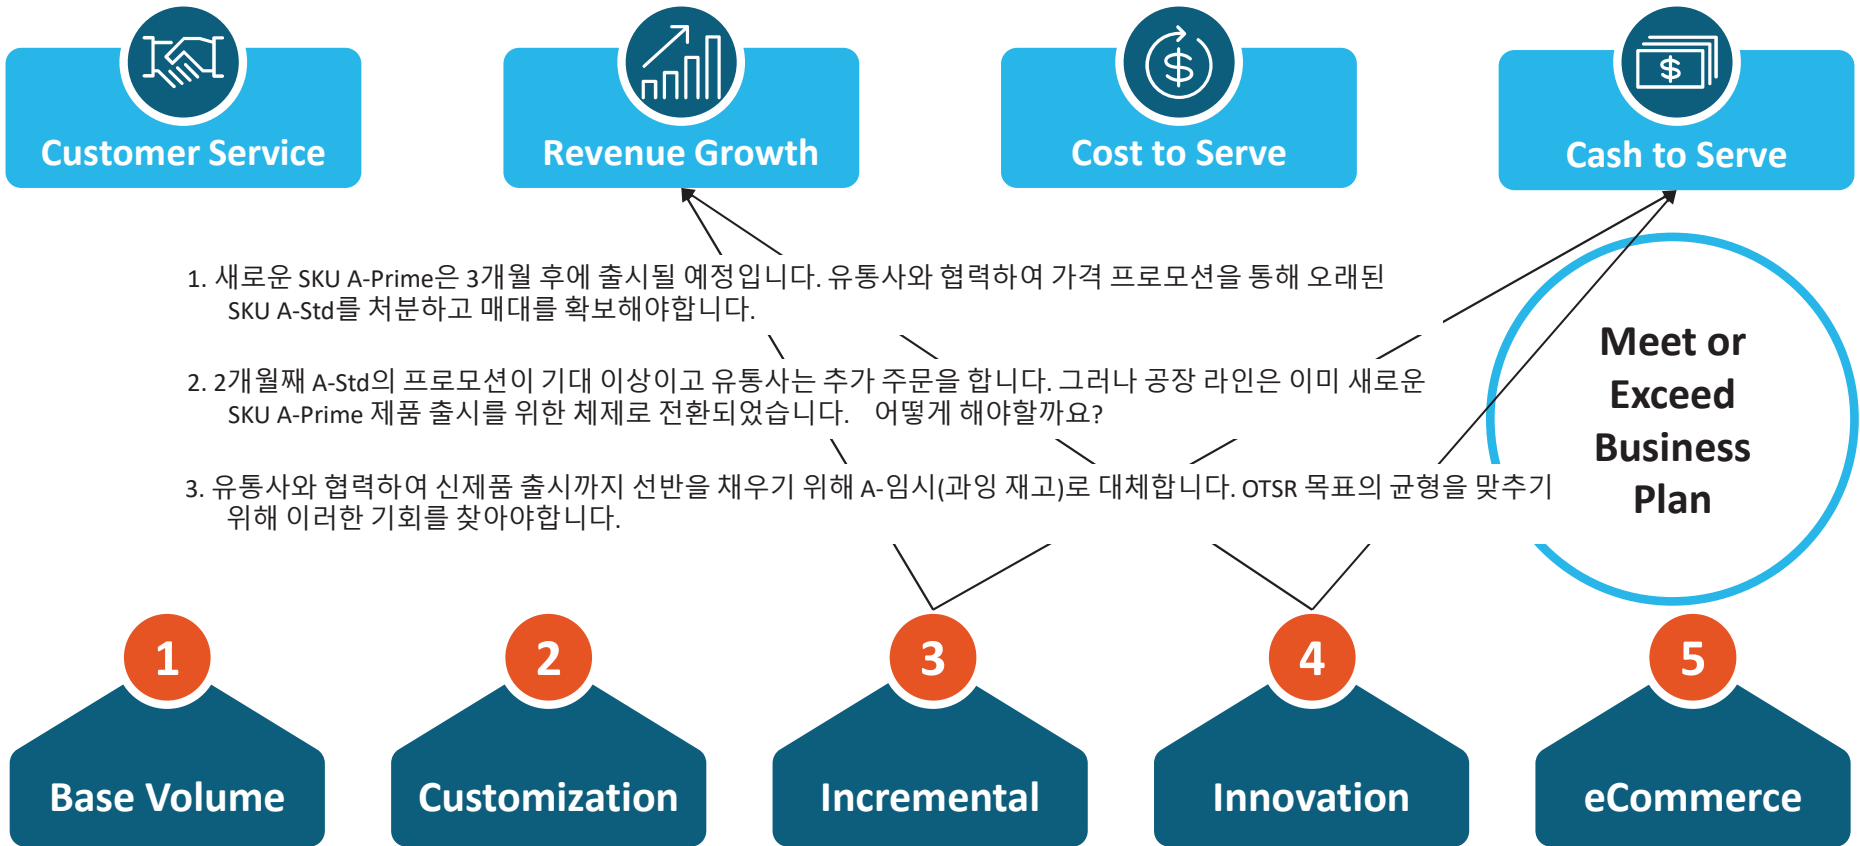 Customer Service
Revenue Growth
Cost to Serve
Cash to Serve
1. 새로운 SKU A-Prime은 3개월 후에 출시될 예정입니다. 유통사와 협력하여 가격 프로모션을 통해 오래된
SKU A-Std를 처분하고 매대를 확보해야합니다.
2. 2개월째 A-Std의 프로모션이 기대 이상이고 유통사는 추가 주문을 합니다. 그러나 공장 라인은 이미 새로운
SKU A-Prime 제품 출시를 위한 체제로 전환되었습니다. 어떻게 해야할까요?
3. 유통사와 협력하여 신제품 출시까지 선반을 채우기 위해 A-임시(과잉 재고)로 대체합니다. OTSR 목표의 균형을 맞추기
위해 이러한 기회를 찾아야합니다.
Meet or
Exceed
Business
Plan
1
2
3
4
5
Base Volume
Customization
Incremental
Innovation
eCommerce